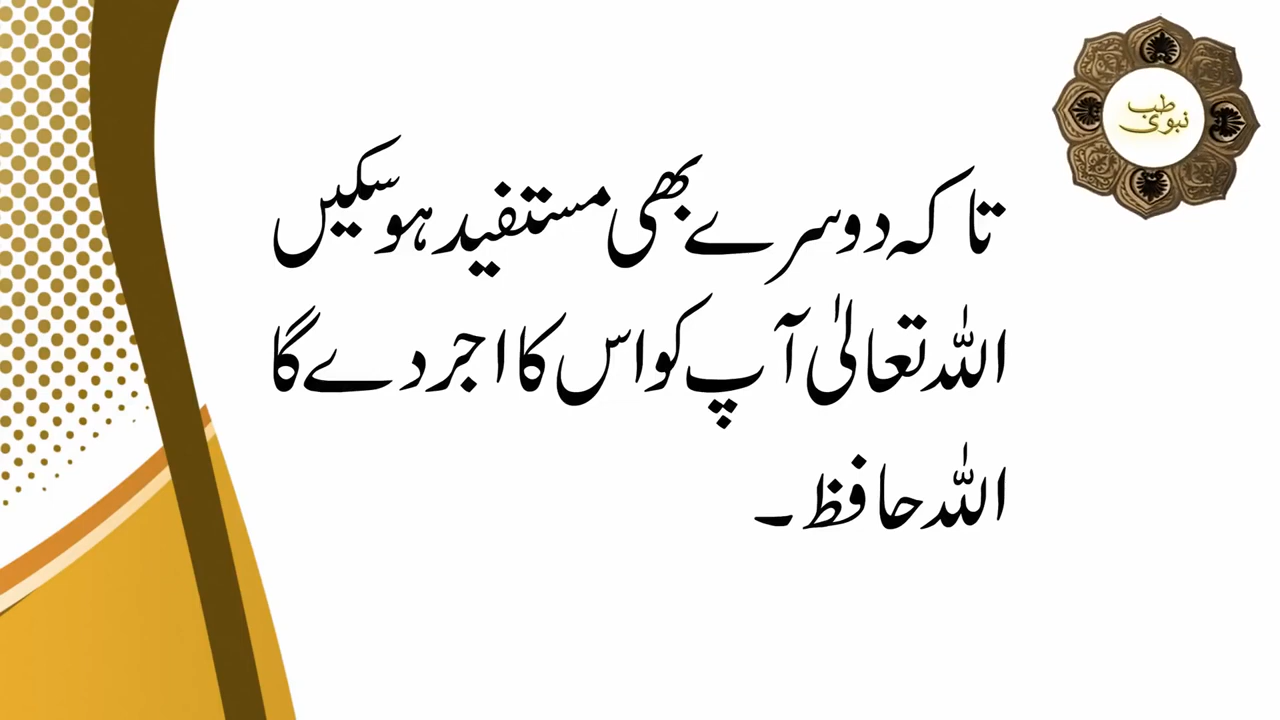 طب
نبوی
تاکہ دوسرے بھی مستفید ہو سکیں
اللہ تعالیٰ آپ کو اس کا اجر دے گا
اللہ حافظ ۔